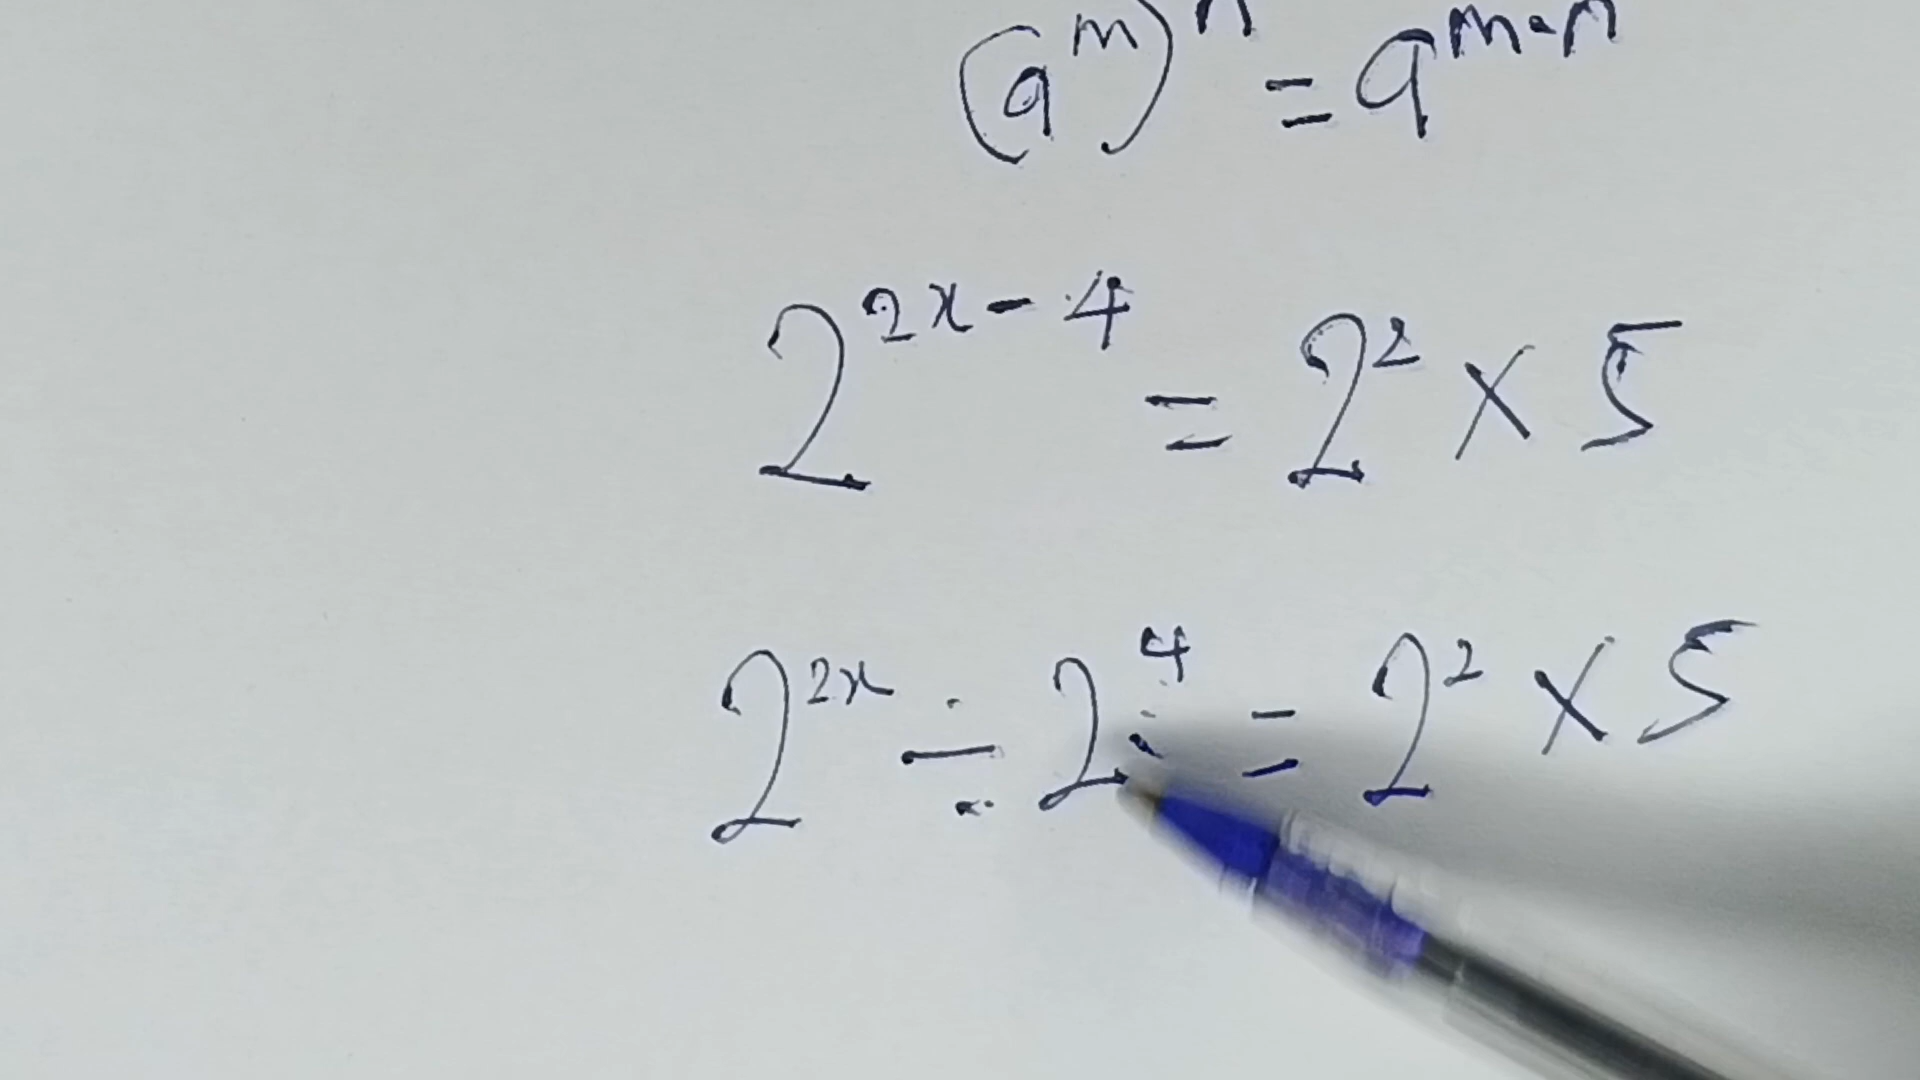 (a^m)^n = a^{m·n}
2^{2x-4} = 2^2 × 5
2^{2x} ÷ 2^4 = 2^2 × 5